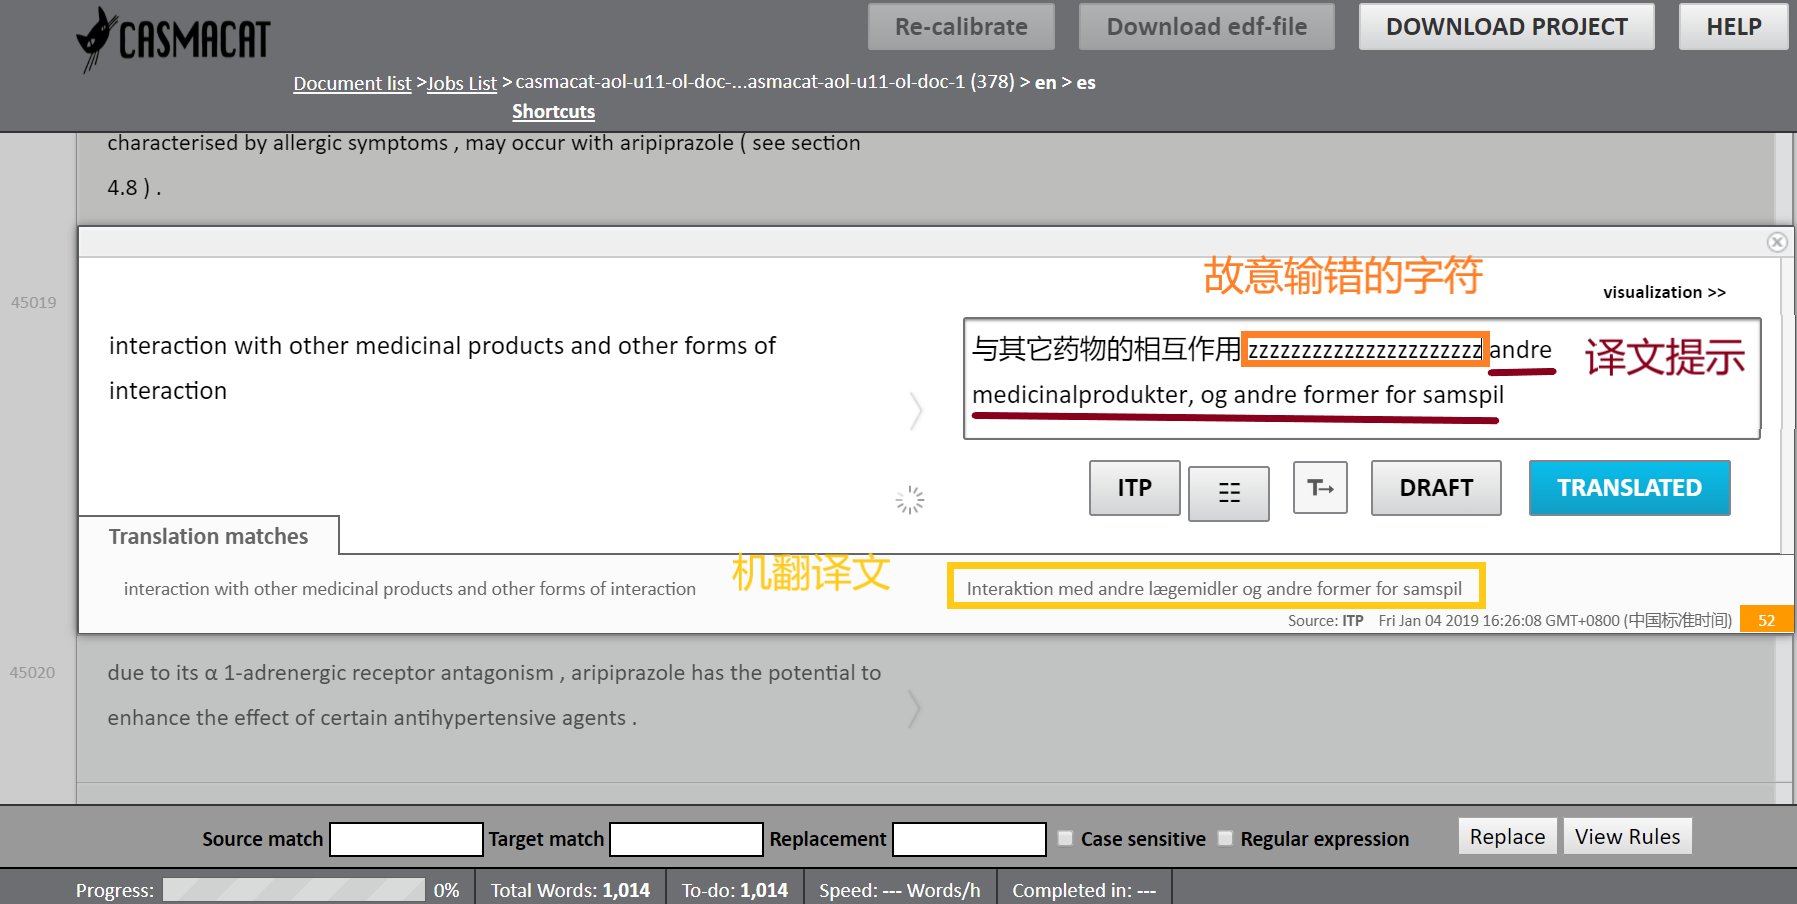 CASMACAT
Re-calibrate
Download edf-file
DOWNLOAD PROJECT
HELP
Document list >Jobs List > casmacat-aol-u11-ol-doc-...asmacat-aol-u11-ol-doc-1 (378) > en > es
Shortcuts
characterised by allergic symptoms , may occur with aripiprazole ( see section
4.8 ) .
45019
故意输错的字符
visualization >>
interaction with other medicinal products and other forms of
interaction
与其它药物的相互作用zzzzzzzzzzzzzzzzzzzzzz andre
medicinalprodukter, og andre former for samspil
译文提示
ITP
T→
DRAFT
TRANSLATED
Translation matches
机翻译文
interaction with other medicinal products and other forms of interaction
Interaktion med andre lægemidler og andre former for samspil
Source: ITP Fri Jan 04 2019 16:26:08 GMT+0800 (中国标准时间) 52
45020
due to its α 1-adrenergic receptor antagonism , aripiprazole has the potential to
enhance the effect of certain antihypertensive agents .
Source match
Target match
Replacement
Case sensitive
Regular expression
Replace
View Rules
Progress: 0%
Total Words: 1,014
To-do: 1,014
Speed: --- Words/h
Completed in: ---